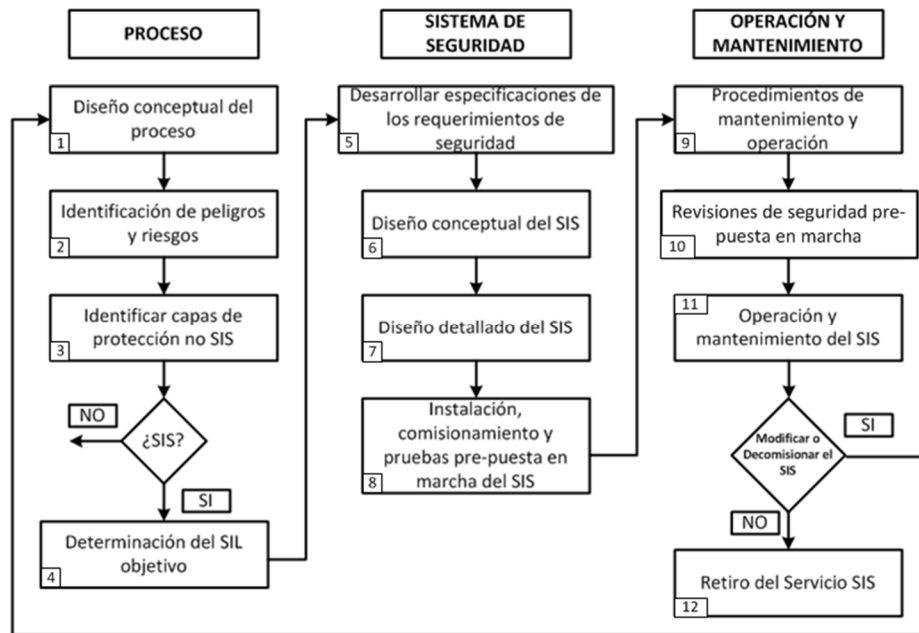 PROCESO
Diseño conceptual del
proceso
1
Identificación de peligros
y riesgos
2
Identificar capas de
protección no SIS
3
NO
¿SIS?
SI
Determinación del SIL
objetivo
4
SISTEMA DE
SEGURIDAD
Desarrollar especificaciones de
los requerimientos de
seguridad
5
Diseño conceptual del SIS
6
Diseño detallado del SIS
7
Instalación,
comisionamiento y
pruebas pre-puesta en
marcha del SIS
8
OPERACIÓN Y
MANTENIMIENTO
Procedimientos de
mantenimiento y
operación
9
Revisiones de seguridad pre-
puesta en marcha
10
11
Operación y
mantenimiento del SIS
Modificar o
Decomisionar el
SIS
SI
NO
Retiro del Servicio SIS
12